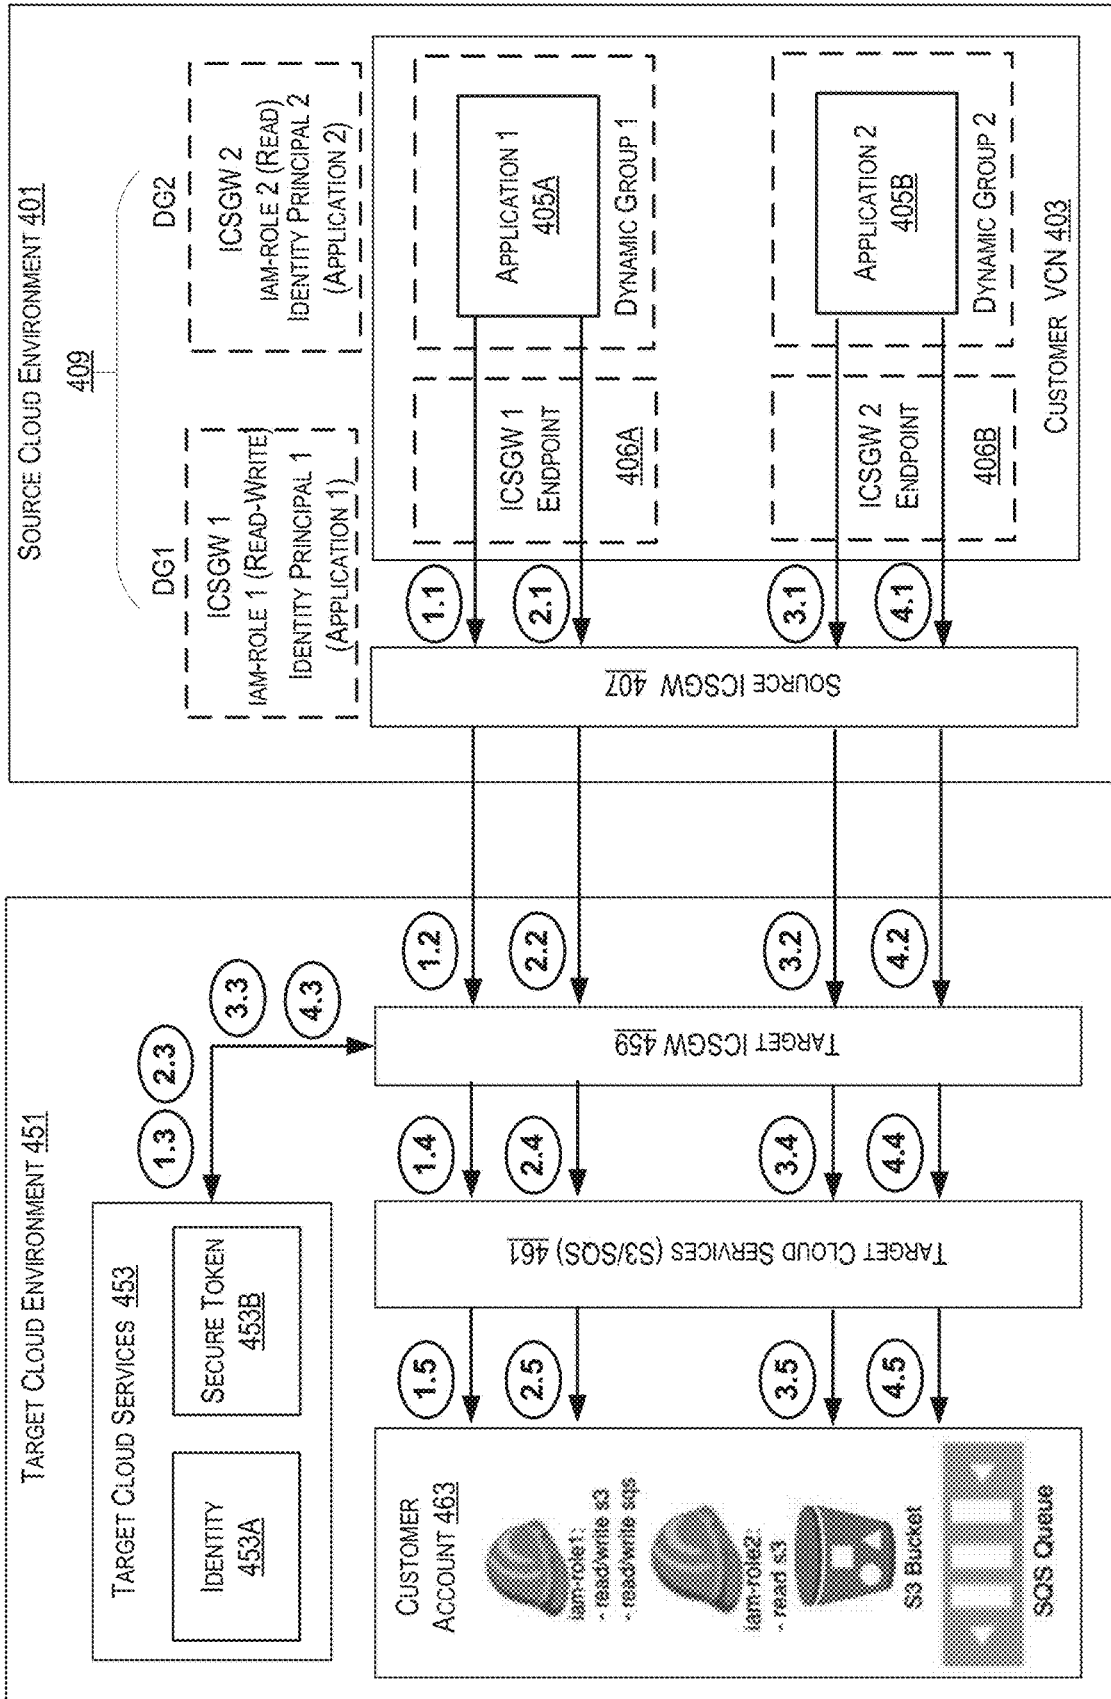 SOURCE CLOUD ENVIRONMENT 401
409
DG1
ICSGW 1
IAM-ROLE 1 (READ-WRITE)
IDENTITY PRINCIPAL 1
(APPLICATION 1)
DG2
ICSGW 2
IAM-ROLE 2 (READ)
IDENTITY PRINCIPAL 2
(APPLICATION 2)
APPLICATION 1
405A
DYNAMIC GROUP 1
ICSGW 1
ENDPOINT
406A
APPLICATION 2
405B
DYNAMIC GROUP 2
ICSGW 2
ENDPOINT
406B
CUSTOMER VCN 403
1.1
2.1
3.1
4.1
SOURCE ICSGW 407
TARGET CLOUD ENVIRONMENT 451
TARGET CLOUD SERVICES 453
IDENTITY
453A
SECURE TOKEN
453B
1.3
2.3
3.3
4.3
1.2
2.2
3.2
4.2
TARGET ICSGW 459
1.4
2.4
3.4
4.4
TARGET CLOUD SERVICES (S3/SQS) 461
1.5
2.5
3.5
4.5
CUSTOMER
ACCOUNT 463
iam-role1:
- read/write s3
- read/write sqs
iam-role2:
- read s3
S3 Bucket
SQS Queue